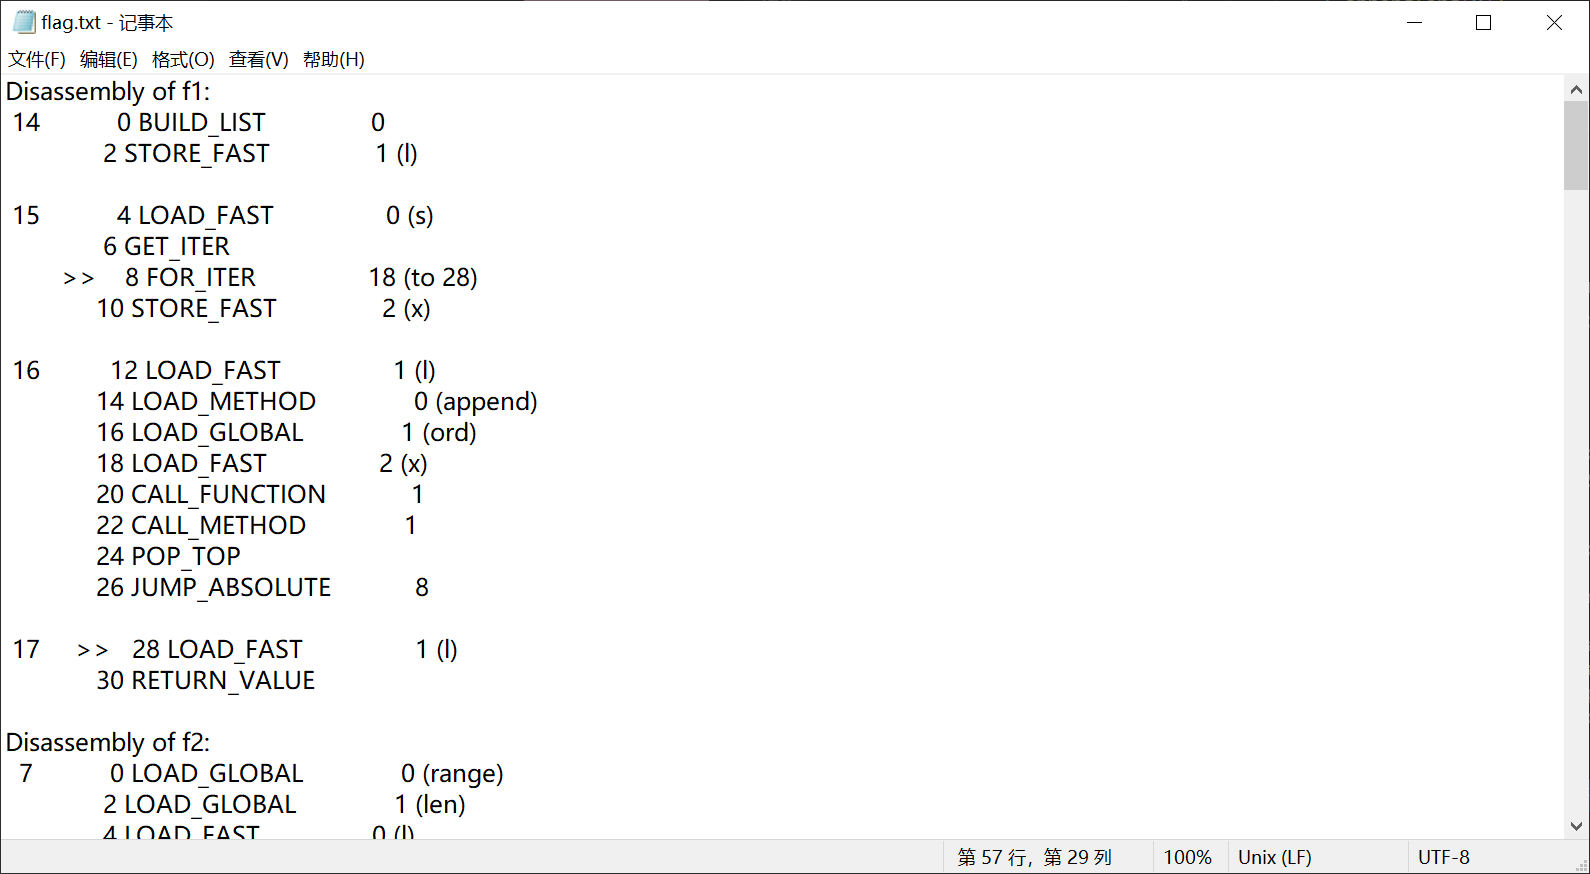 flag.txt - 记事本
文件(F) 编辑(E) 格式(O) 查看(V) 帮助(H)
Disassembly of f1:
14 0 BUILD_LIST 0
2 STORE_FAST 1 (l)
15 4 LOAD_FAST 0 (s)
6 GET_ITER
>> 8 FOR_ITER 18 (to 28)
10 STORE_FAST 2 (x)
16 12 LOAD_FAST 1 (l)
14 LOAD_METHOD 0 (append)
16 LOAD_GLOBAL 1 (ord)
18 LOAD_FAST 2 (x)
20 CALL_FUNCTION 1
22 CALL_METHOD 1
24 POP_TOP
26 JUMP_ABSOLUTE 8
17 >> 28 LOAD_FAST 1 (l)
30 RETURN_VALUE
Disassembly of f2:
7 0 LOAD_GLOBAL 0 (range)
2 LOAD_GLOBAL 1 (len)
4 LOAD_FAST 0 (l)
第 57 行，第 29 列 100% Unix (LF) UTF-8